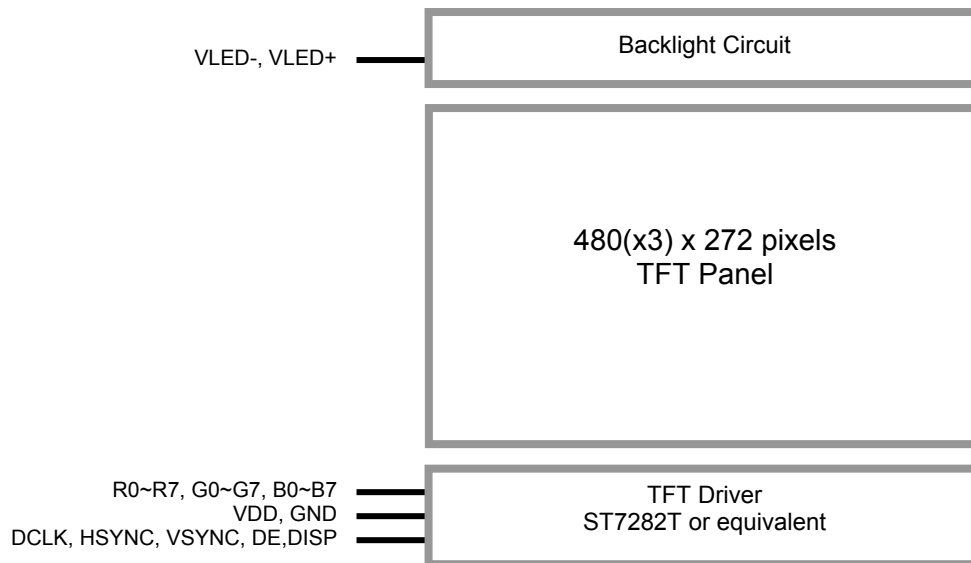 Backlight Circuit
VLED-, VLED+
480(x3) x 272 pixels
TFT Panel
R0~R7, G0~G7, B0~B7
VDD, GND
DCLK, HSYNC, VSYNC, DE,DISP
TFT Driver
ST7282T or equivalent